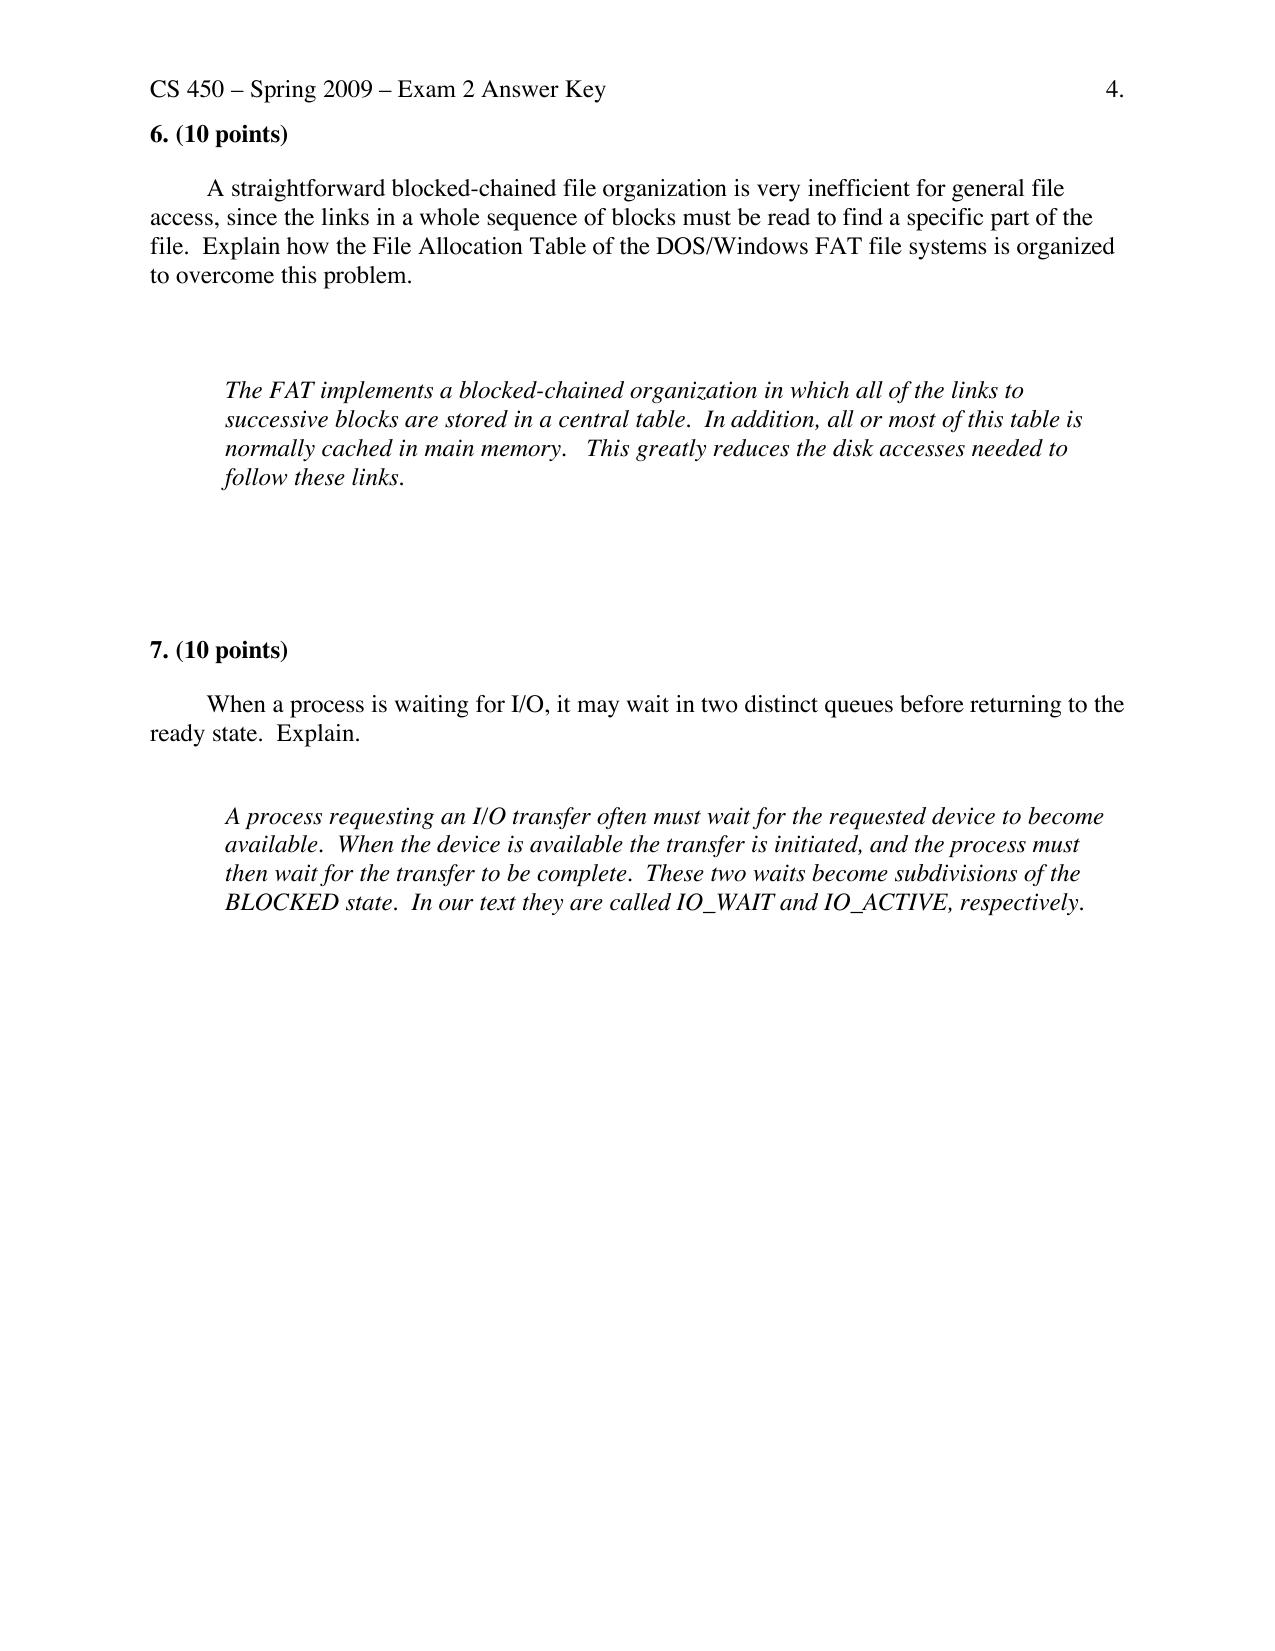 CS 450 – Spring 2009 – Exam 2 Answer Key 4.
6. (10 points)
A straightforward blocked-chained file organization is very inefficient for general file
access, since the links in a whole sequence of blocks must be read to find a specific part of the
file.  Explain how the File Allocation Table of the DOS/Windows FAT file systems is organized
to overcome this problem.
The FAT implements a blocked-chained organization in which all of the links to
successive blocks are stored in a central table.  In addition, all or most of this table is
normally cached in main memory.   This greatly reduces the disk accesses needed to
follow these links.
7. (10 points)
When a process is waiting for I/O, it may wait in two distinct queues before returning to the
ready state.  Explain.
A process requesting an I/O transfer often must wait for the requested device to become
available.  When the device is available the transfer is initiated, and the process must
then wait for the transfer to be complete.  These two waits become subdivisions of the
BLOCKED state.  In our text they are called IO_WAIT and IO_ACTIVE, respectively.